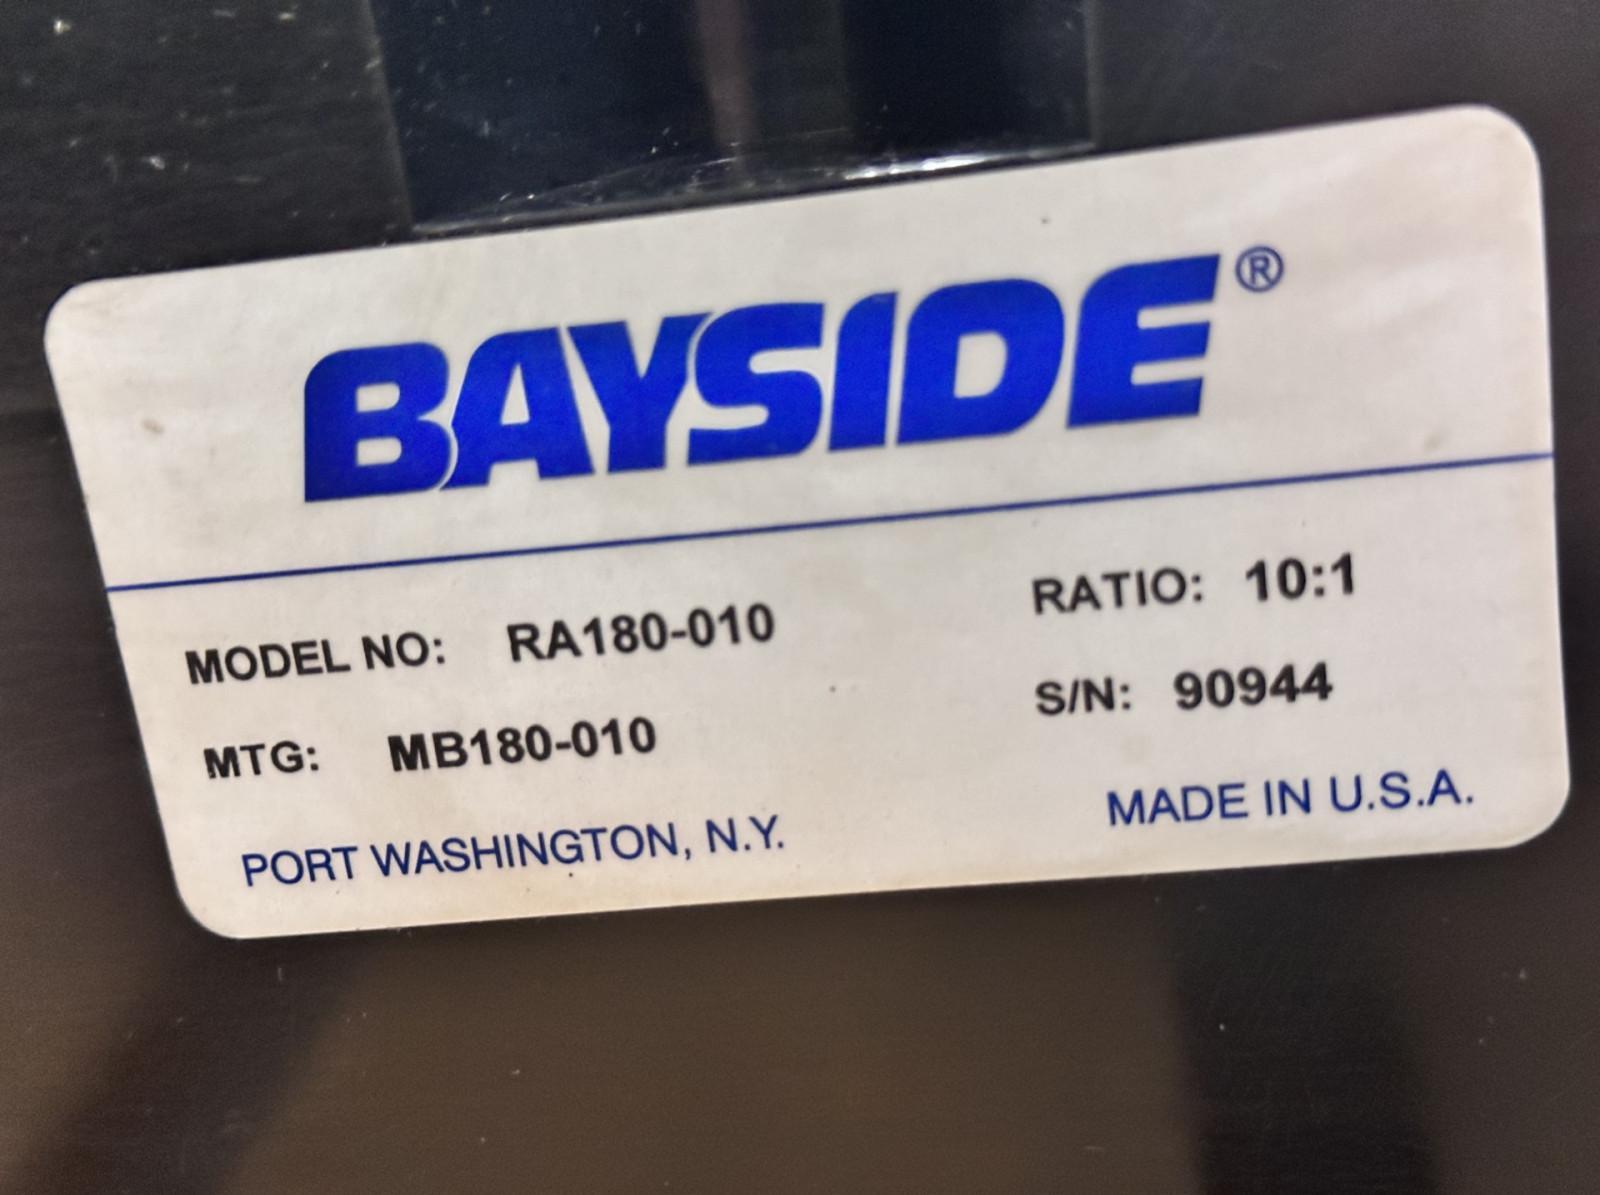 BAYSIDE®
MODEL NO: RA180-010 RATIO: 10:1
MTG: MB180-010 S/N: 90944
PORT WASHINGTON, N.Y. MADE IN U.S.A.